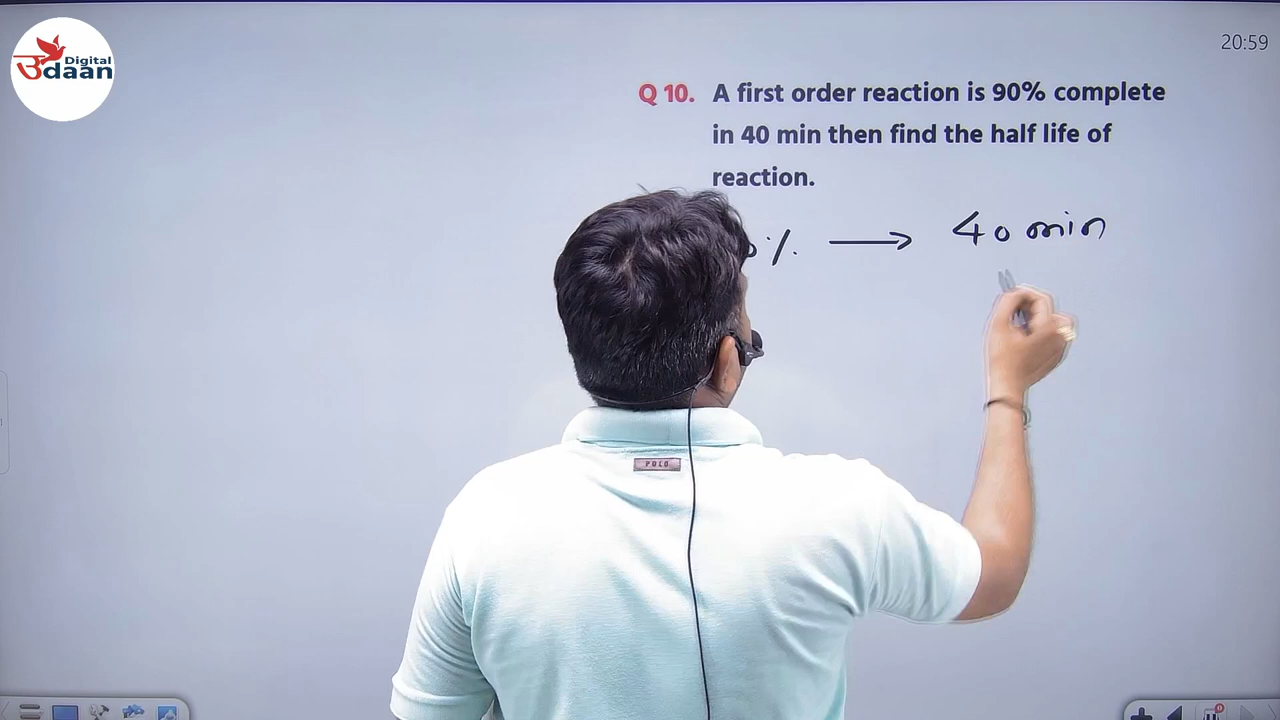 Digital
उdaan
20:59
Q 10. A first order reaction is 90% complete
in 40 min then find the half life of
reaction.
% → 40 min
POLO